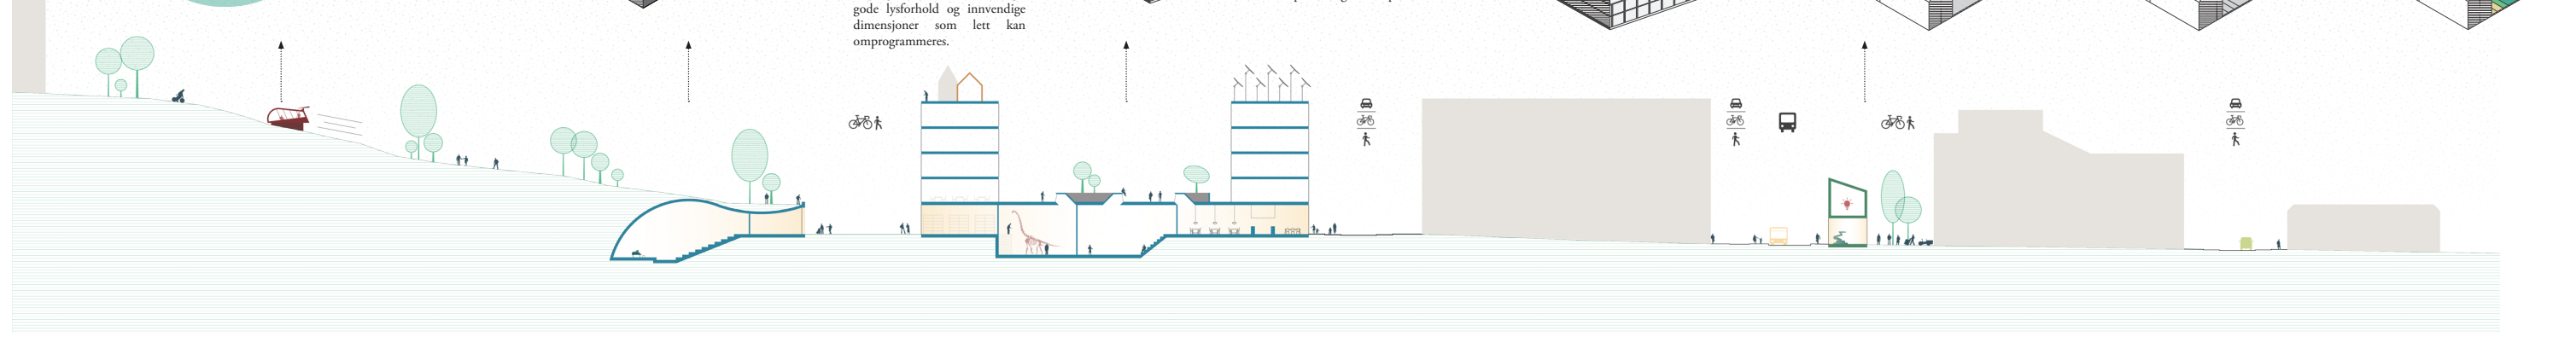 gode lysforhold og innvendige
dimensjoner som lett kan
omprogrammeres.